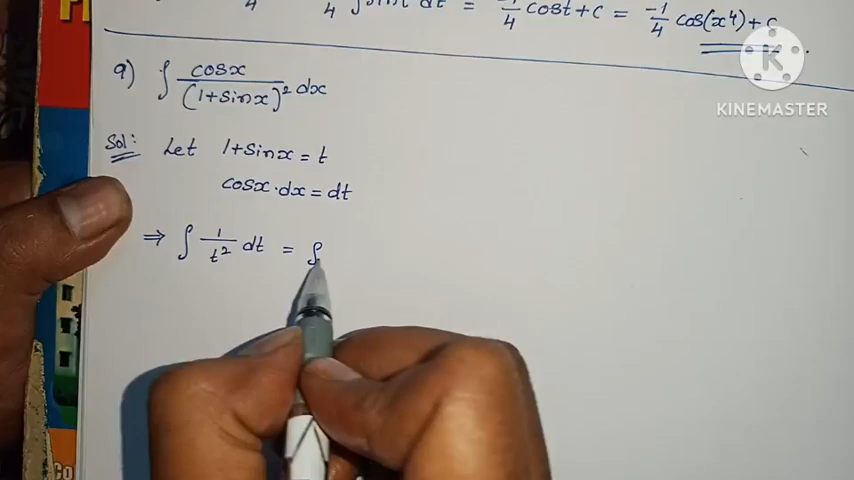 4 4 ∫ sint dt = -1/4 cost + c = -1/4 cos(x⁴) + c.
9) ∫ cosx/(1+sinx)² dx
Sol: Let 1+sinx = t
cosx · dx = dt
⇒ ∫ 1/t² dt = ∫
KINEMASTER